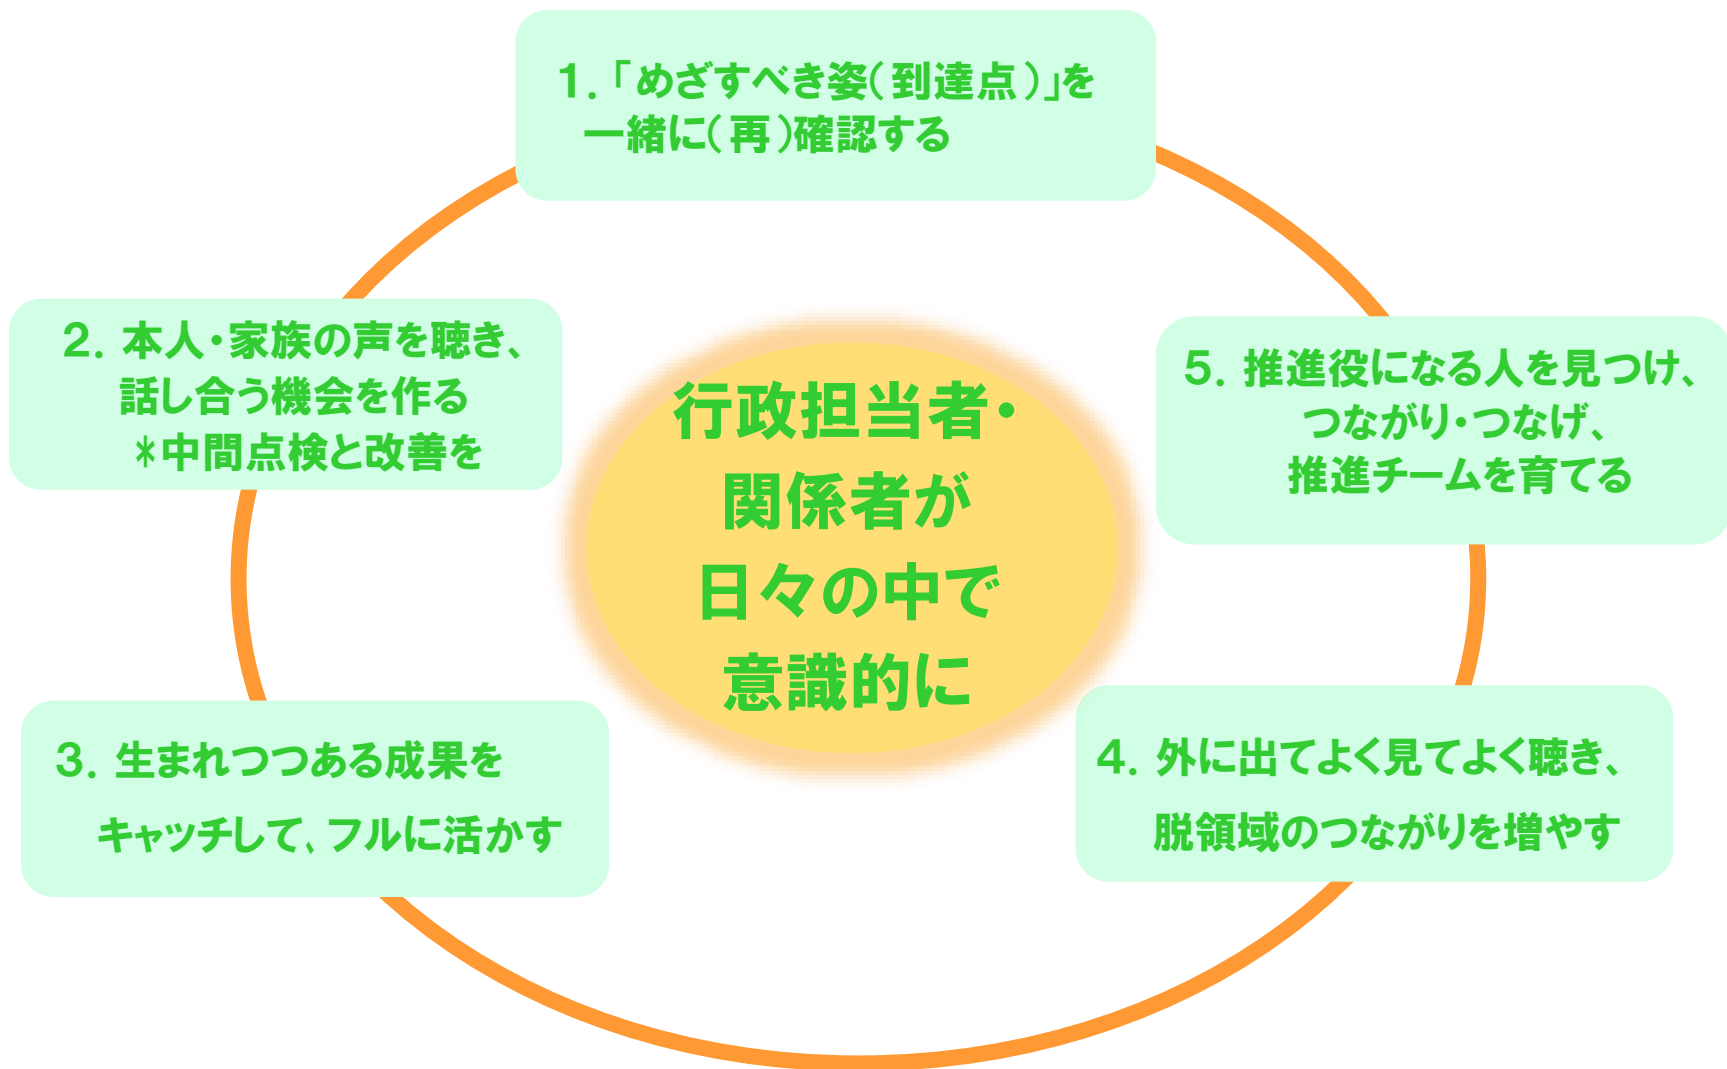 1.「めざすべき姿(到達点)」を
一緒に(再)確認する
2. 本人・家族の声を聴き、
話し合う機会を作る
*中間点検と改善を
3. 生まれつつある成果を
キャッチして、フルに活かす
4. 外に出てよく見てよく聴き、
脱領域のつながりを増やす
5. 推進役になる人を見つけ、
つながり・つなげ、
推進チームを育てる
行政担当者・
関係者が
日々の中で
意識的に